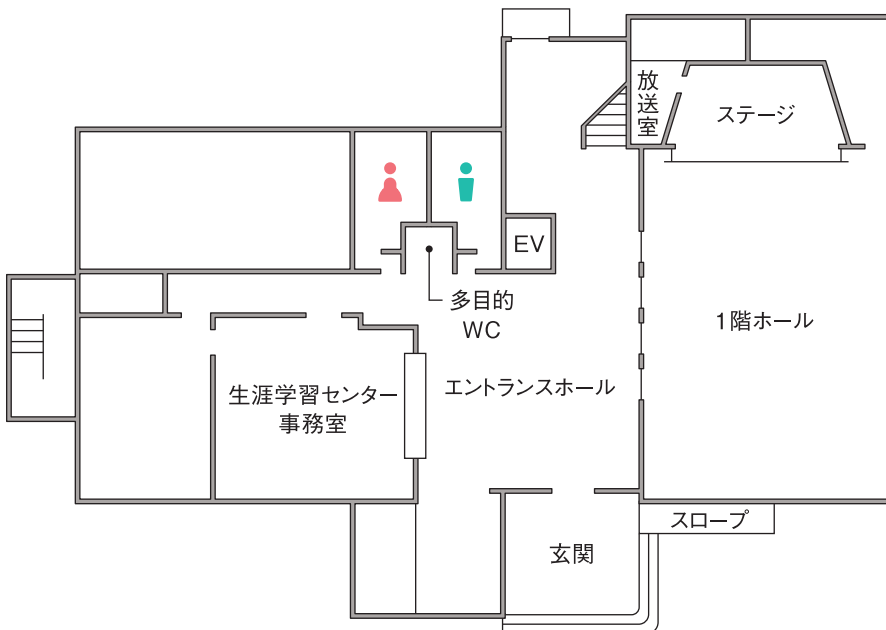 放送室
ステージ
EV
多目的
WC
1階ホール
エントランスホール
生涯学習センター
事務室
スロープ
玄関